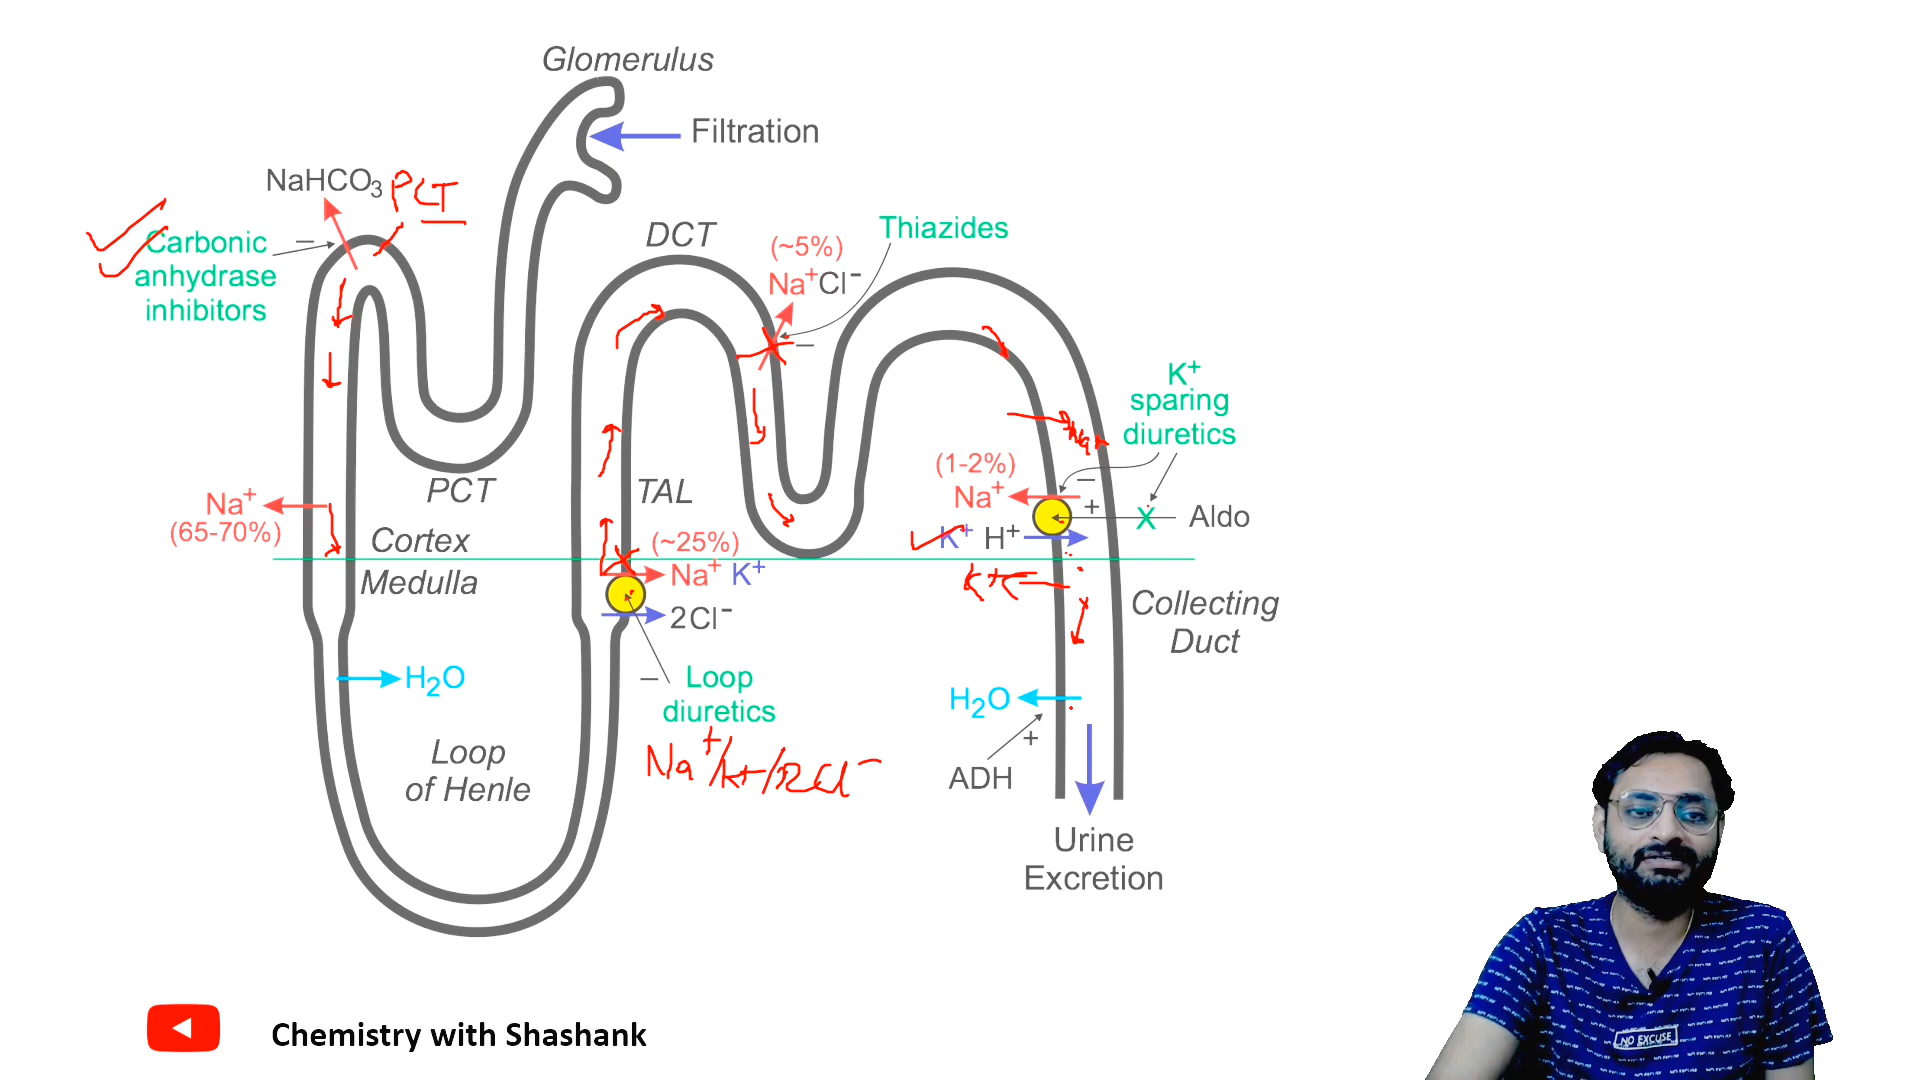 Glomerulus
Filtration
NaHCO₃
PCT
Carbonic
anhydrase
inhibitors
−
DCT
Thiazides
(~5%)
Na⁺Cl⁻
−
K⁺
sparing
diuretics
(1-2%)
Na⁺
−
+
X
Aldo
K⁺ H⁺
K⁺
PCT
TAL
Na⁺
(65-70%)
Cortex
Medulla
(~25%)
Na⁺ K⁺
2Cl⁻
Collecting
Duct
H₂O
−
Loop
diuretics
Na⁺/K+/2Cl⁻
H₂O
+
ADH
Loop
of Henle
Urine
Excretion
NO EXCUSE
Chemistry with Shashank